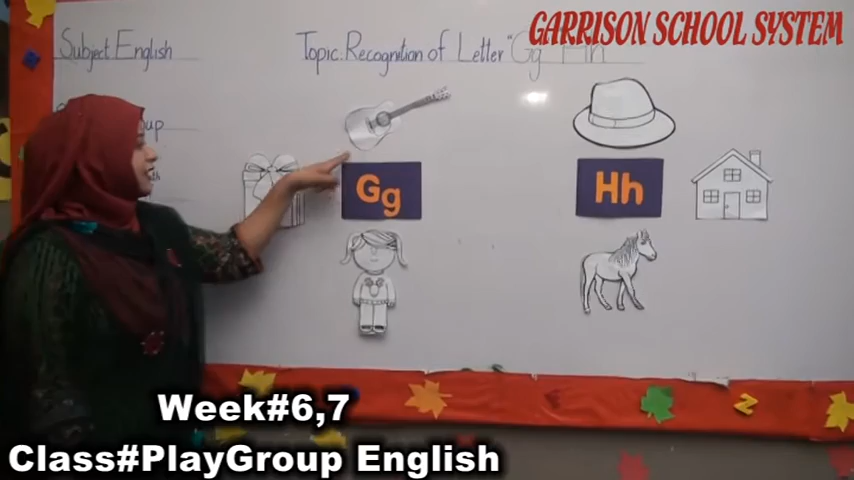 GARRISON SCHOOL SYSTEM
Subject English
Topic: Recognition of Letter "Gg Hh
Gg
Hh
Week#6,7
Class#PlayGroup English